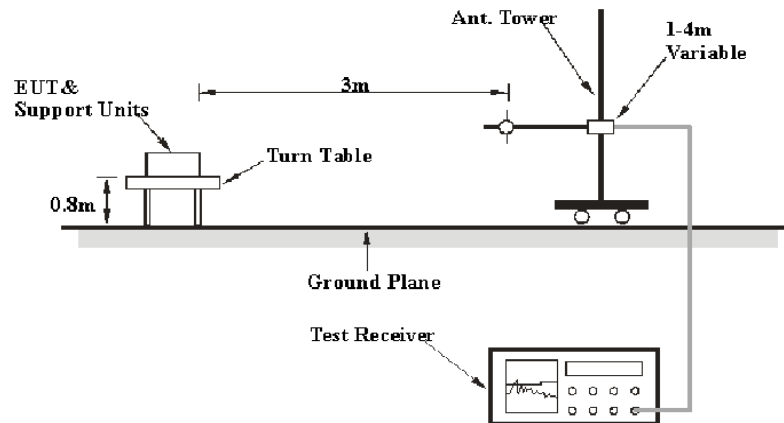 Ant. Tower
1-4m
Variable
EUT &
Support Units
3m
Turn Table
0.8m
Ground Plane
Test Receiver